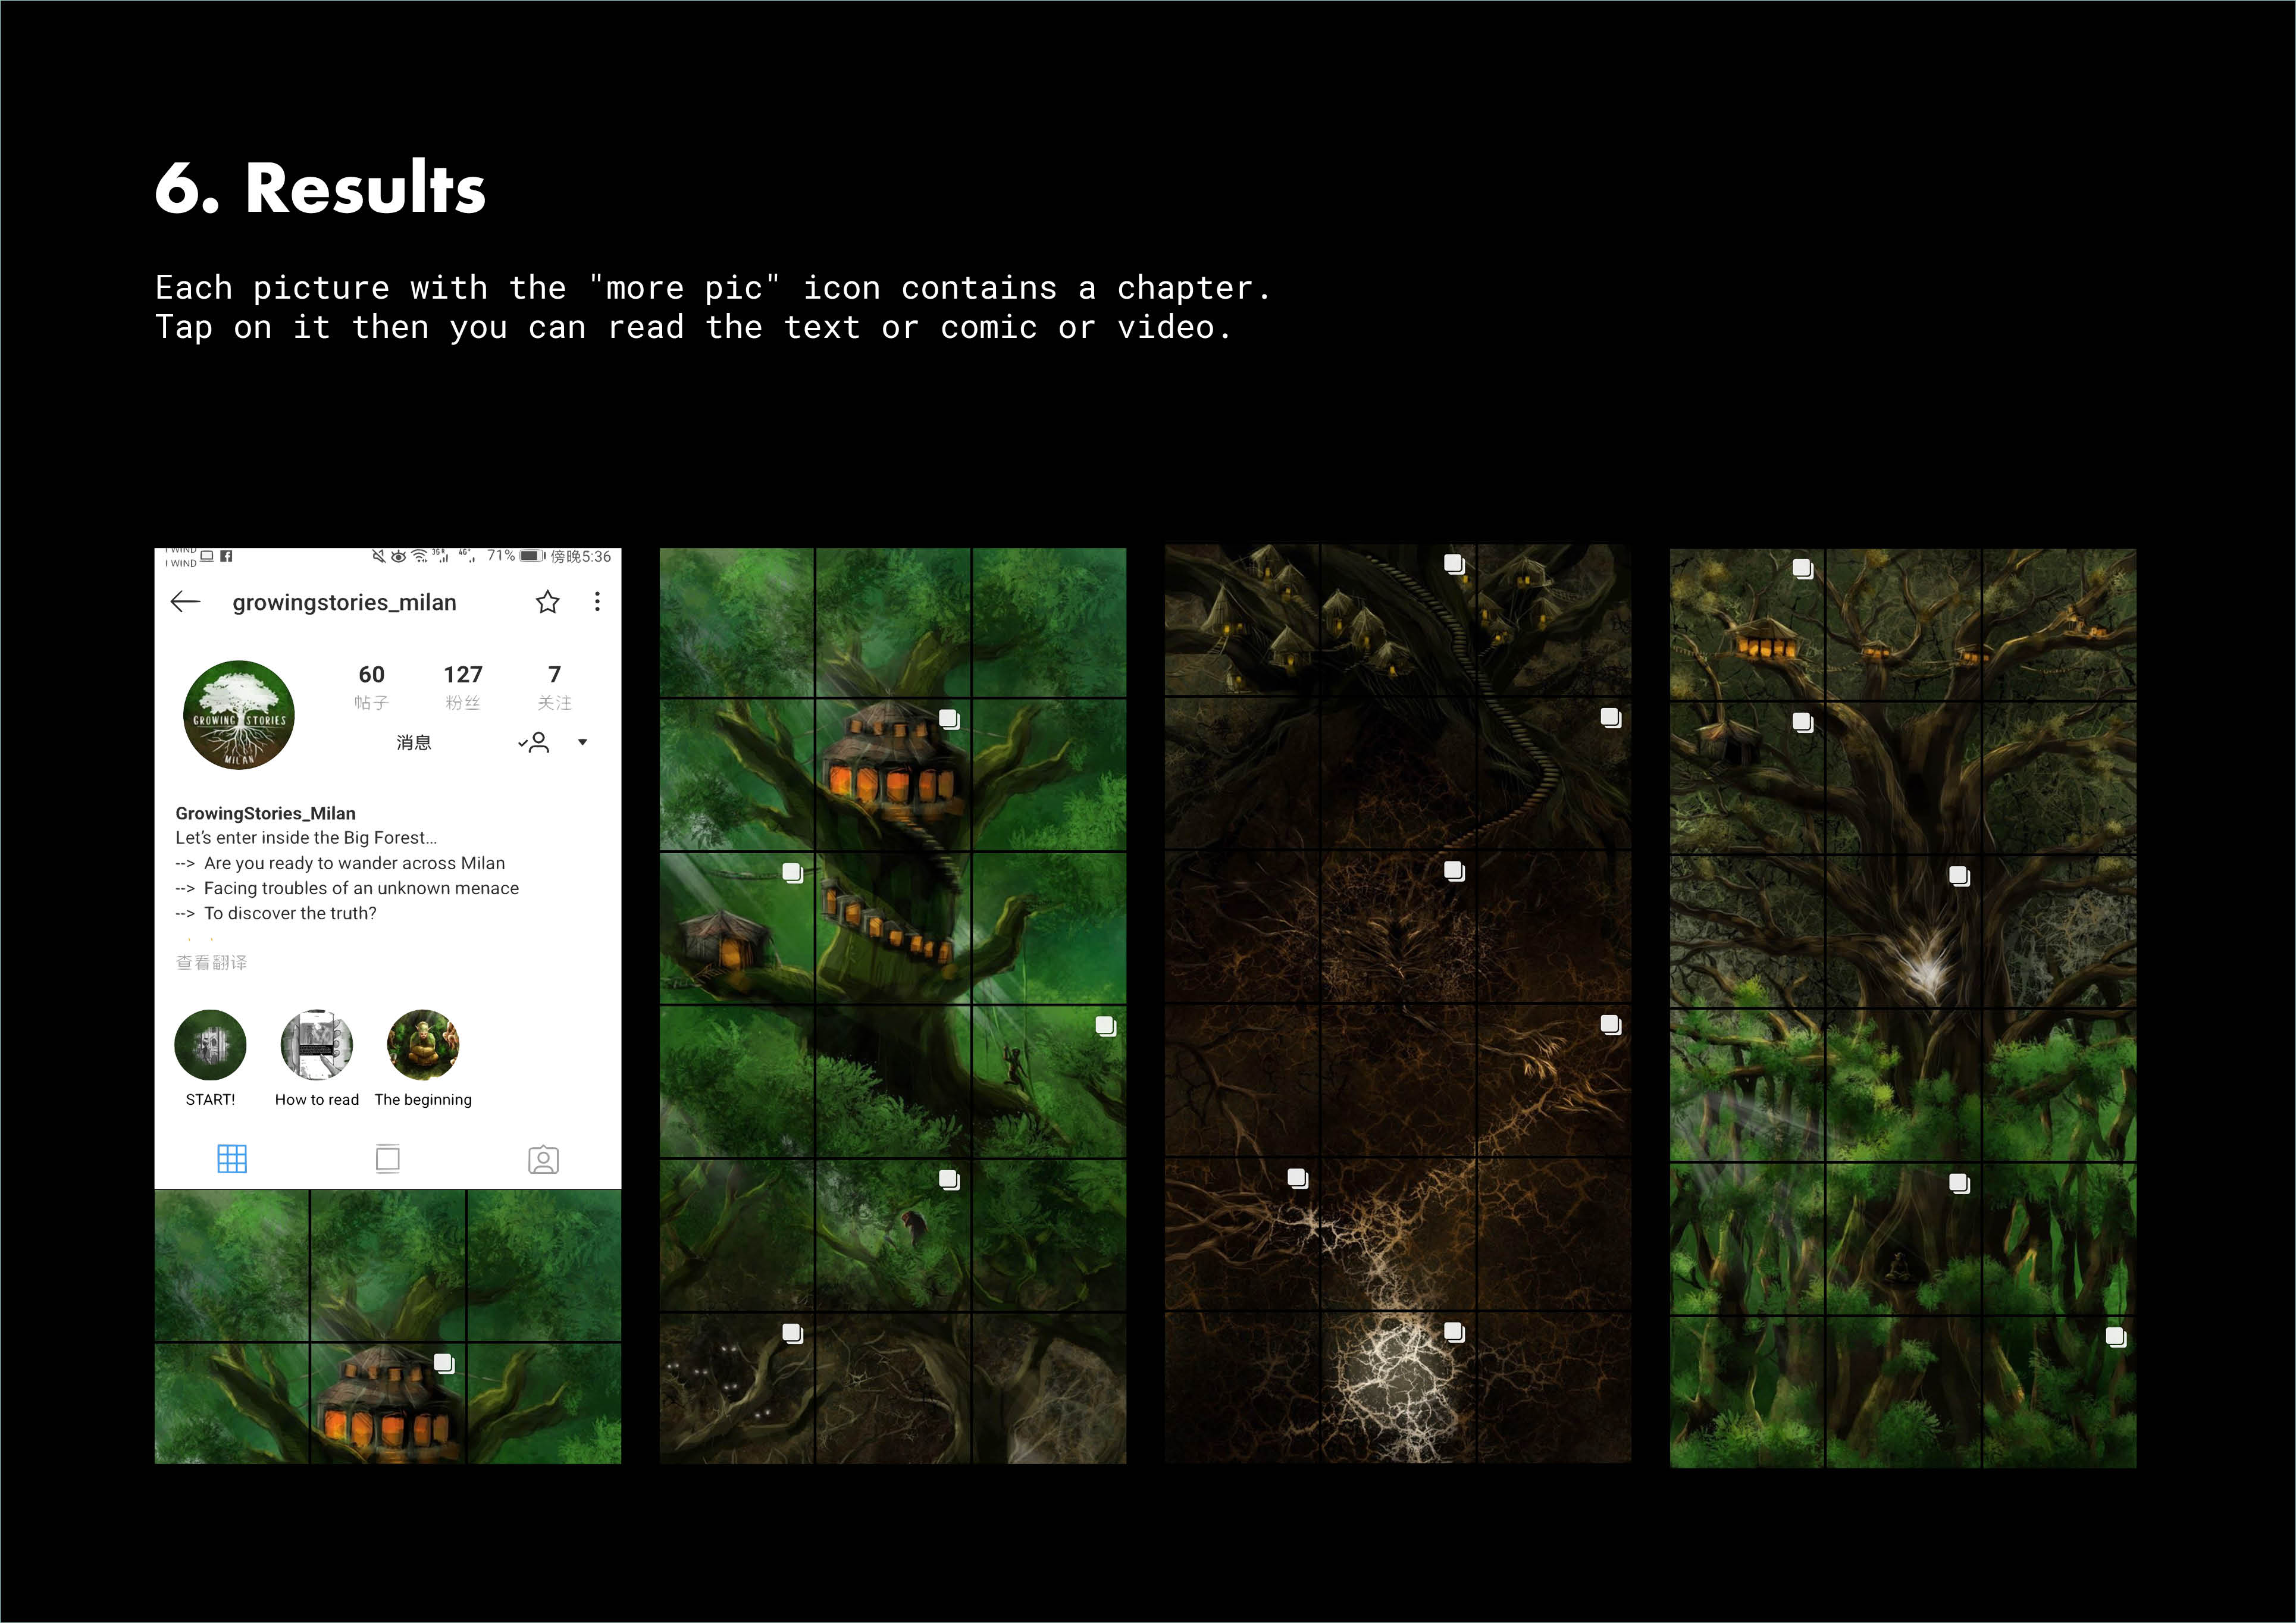 6. Results
Each picture with the "more pic" icon contains a chapter.
Tap on it then you can read the text or comic or video.
I WIND
I WIND
3G 4G 71% 傍晚5:36
growingstories_milan
60 127 7
帖子 粉丝 关注
GROWING STORIES
MILAN
消息
GrowingStories_Milan
Let's enter inside the Big Forest...
--> Are you ready to wander across Milan
--> Facing troubles of an unknown menace
--> To discover the truth?
查看翻译
START! How to read The beginning